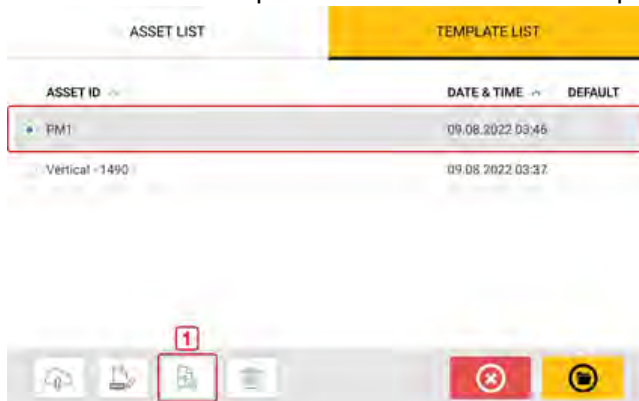 ASSET LIST TEMPLATE LIST
ASSET ID DATE & TIME DEFAULT
PM1 09.08.2022 03:46
Vertical - 1490 09.08.2022 03:37
1